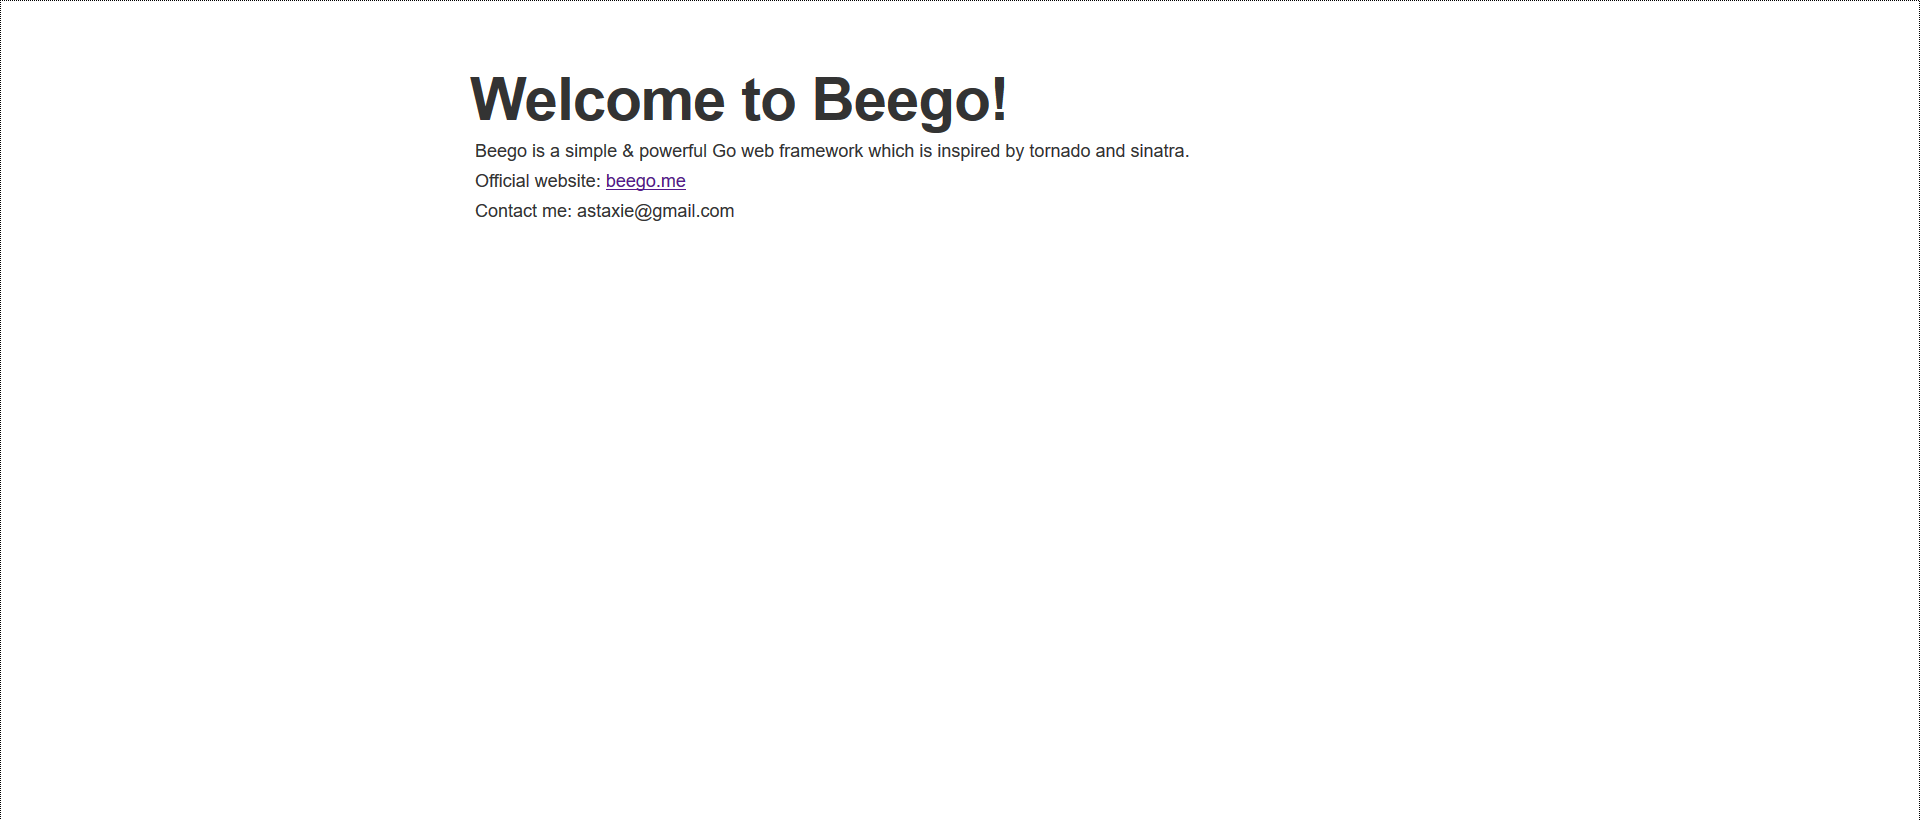 Welcome to Beego!
Beego is a simple & powerful Go web framework which is inspired by tornado and sinatra.
Official website: beego.me
Contact me: astaxie@gmail.com